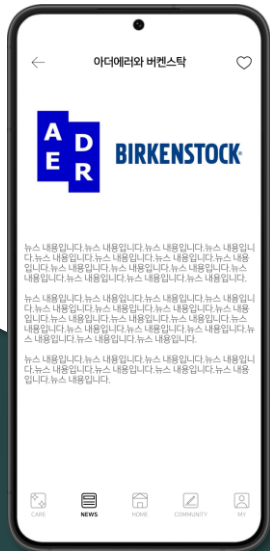 아더에러와 버켄스탁
A D
E R
BIRKENSTOCK®
뉴스 내용입니다.뉴스 내용입니다.뉴스 내용입니다.뉴스 내용입니
다.뉴스 내용입니다.뉴스 내용입니다.뉴스 내용입니다.뉴스 내용
입니다.뉴스 내용입니다.뉴스 내용입니다.뉴스 내용입니다.뉴스
내용입니다.뉴스 내용입니다.뉴스 내용입니다.뉴스 내용입니다.
뉴스 내용입니다.뉴스 내용입니다.뉴스 내용입니다.뉴스 내용입니
다.뉴스 내용입니다.뉴스 내용입니다.뉴스 내용입니다.뉴스 내용
입니다.뉴스 내용입니다.뉴스 내용입니다.뉴스 내용입니다.뉴스
내용입니다.뉴스 내용입니다.뉴스 내용입니다.뉴스 내용입니다.뉴
스 내용입니다.뉴스 내용입니다.뉴스 내용입니다.
뉴스 내용입니다.뉴스 내용입니다.뉴스 내용입니다.뉴스 내용입니
다.뉴스 내용입니다.뉴스 내용입니다.뉴스 내용입니다.뉴스 내용
입니다.뉴스 내용입니다.
CARE NEWS HOME COMMUNITY MY